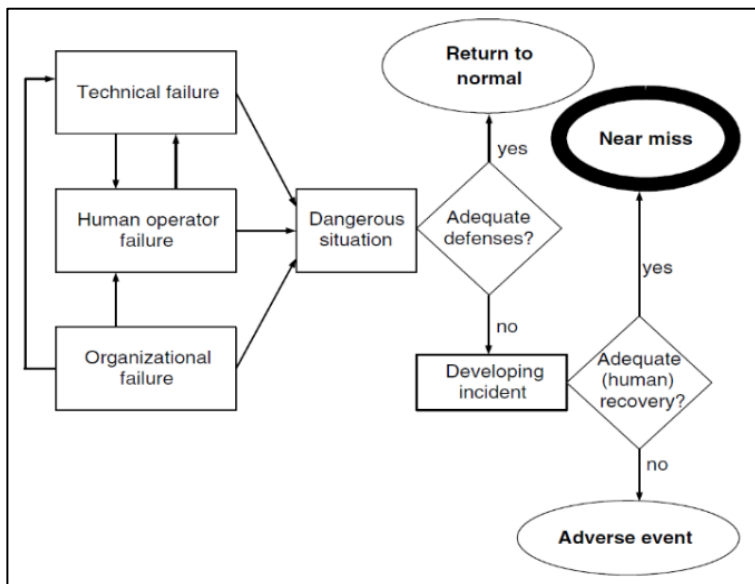 Return to
normal
Technical failure
Near miss
yes
Human operator
failure
Dangerous
situation
Adequate
defenses?
yes
no
Organizational
failure
Developing
incident
Adequate
(human)
recovery?
no
Adverse event